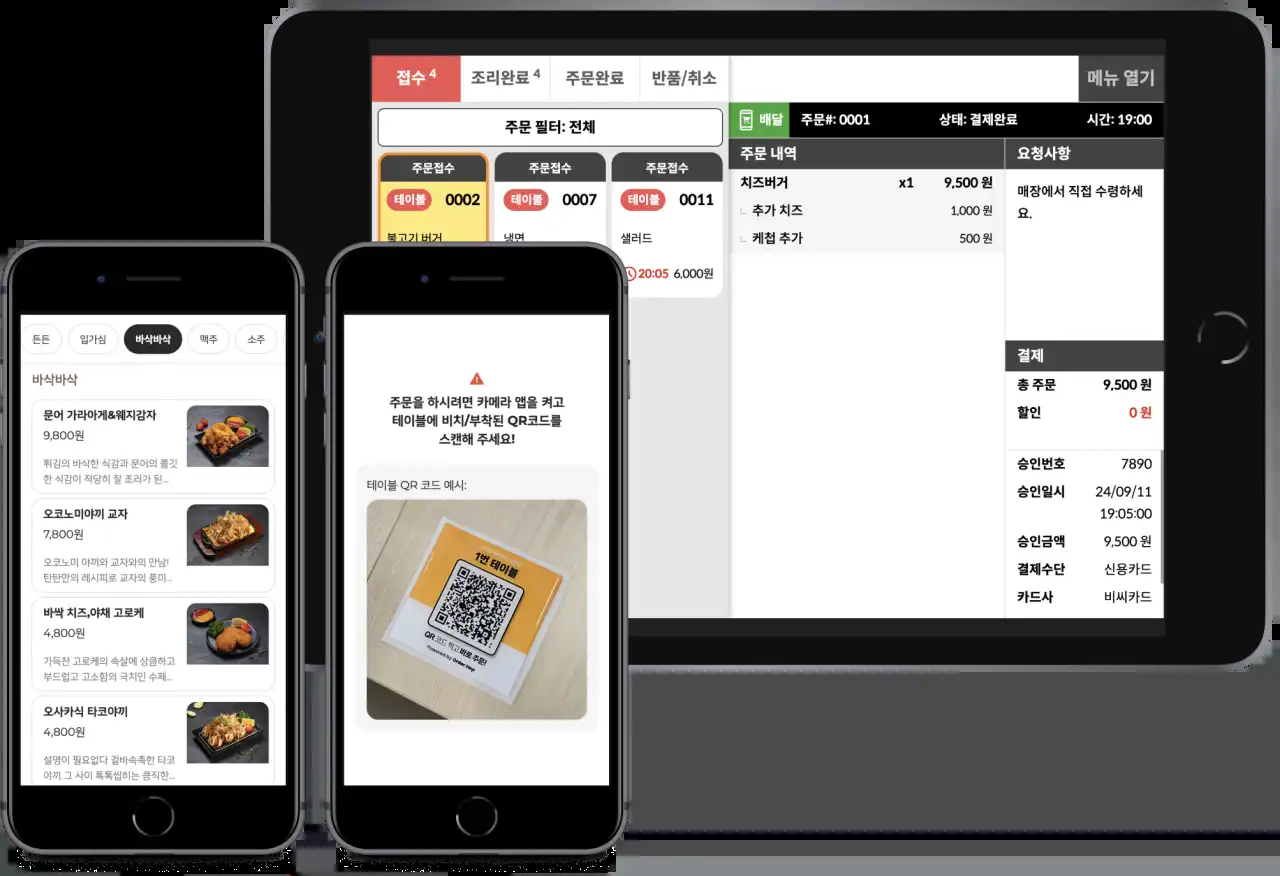 접수 4
조리완료 4
주문완료
반품/취소
메뉴 열기
주문 필터: 전체
배달
주문#: 0001
상태: 결제완료
시간: 19:00
주문접수
테이블 0002
불고기 버거
주문접수
테이블 0007
냉면
주문접수
테이블 0011
샐러드
20:05 6,000원
주문 내역
치즈버거 x1 9,500 원
추가 치즈 1,000 원
케첩 추가 500 원
요청사항
매장에서 직접 수령하세
요.
결제
총 주문 9,500 원
할인 0 원
승인번호 7890
승인일시 24/09/11
19:05:00
승인금액 9,500 원
결제수단 신용카드
카드사 비씨카드
든든
입가심
바삭바삭
맥주
소주
바삭바삭
문어 가라아게&웨지감자
9,800원
튀김의 바삭한 식감과 문어의 쫄깃
한 식감이 적당히 잘 조리가 된...
오코노미야끼 교자
7,800원
오코노미 야끼와 교자와의 만남!
탄탄만의 레시피로 교자의 풍미...
바싹 치즈,야채 고로케
4,800원
가득찬 고로케의 속살에 상큼하고
부드럽고 고소함의 극치인 수제...
오사카식 타코야끼
4,800원
설명이 필요없다 겉바속촉한 타코
야끼 그 사이 톡톡씹히는 큼직한...
주문을 하시려면 카메라 앱을 켜고
테이블에 비치/부착된 QR코드를
스캔해 주세요!
테이블 QR 코드 예시:
1번 테이블
QR 코드 찍고 바로 주문!
Powered by Order Hop